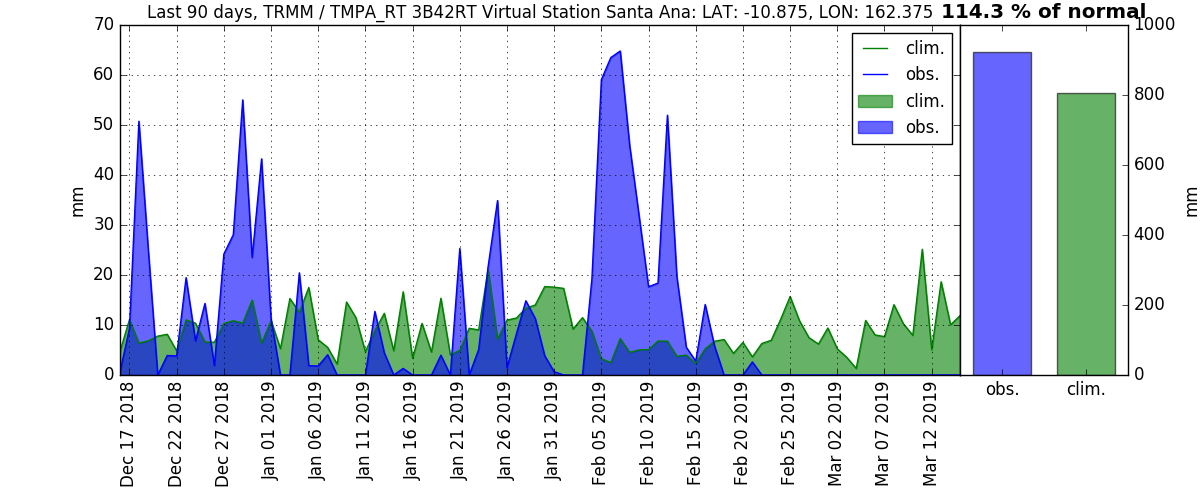 Last 90 days, TRMM / TMPA_RT 3B42RT Virtual Station Santa Ana: LAT: -10.875, LON: 162.375 114.3 % of normal
70
60
50
40
30
20
10
0
mm
clim.
obs.
clim.
obs.
Dec 17 2018
Dec 22 2018
Dec 27 2018
Jan 01 2019
Jan 06 2019
Jan 11 2019
Jan 16 2019
Jan 21 2019
Jan 26 2019
Jan 31 2019
Feb 05 2019
Feb 10 2019
Feb 15 2019
Feb 20 2019
Feb 25 2019
Mar 02 2019
Mar 07 2019
Mar 12 2019
1000
800
600
400
200
0
mm
obs.
clim.